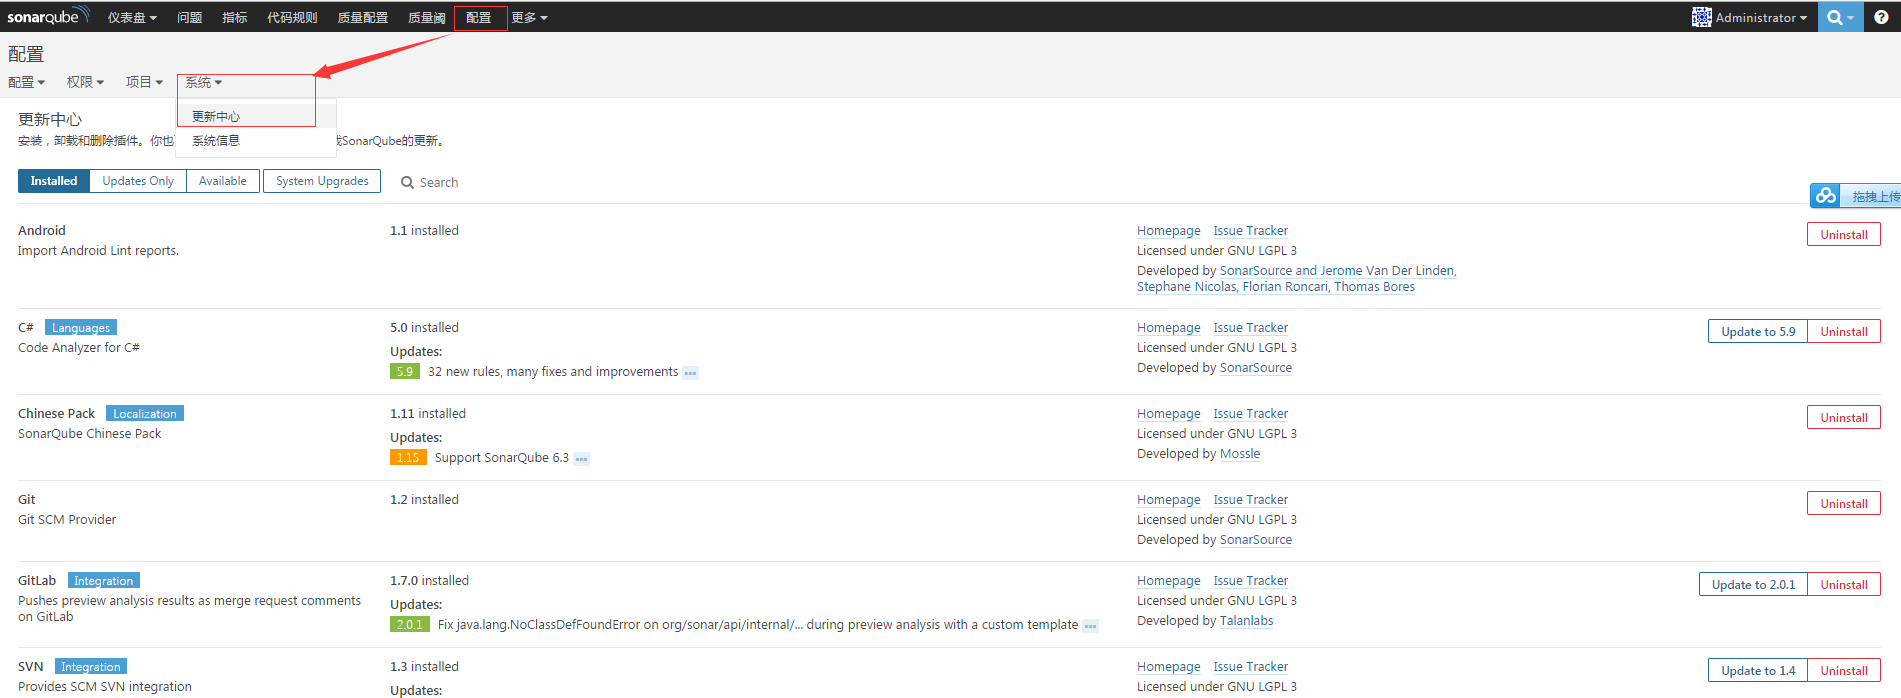 sonarqube 仪表盘 问题 指标 代码规则 质量配置 质量阈 配置 更多 Administrator
配置
配置 权限 项目 系统
更新中心
系统信息
更新中心
安装，卸载和删除插件。你也 SonarQube的更新。
Installed Updates Only Available System Upgrades Search
拖拽上传
Android 1.1 installed Homepage Issue Tracker Uninstall
Import Android Lint reports. Licensed under GNU LGPL 3
Developed by SonarSource and Jerome Van Der Linden,
Stephane Nicolas, Florian Roncari, Thomas Bores
C# Languages 5.0 installed Homepage Issue Tracker Update to 5.9 Uninstall
Code Analyzer for C# Updates: Licensed under GNU LGPL 3
5.9 32 new rules, many fixes and improvements ... Developed by SonarSource
Chinese Pack Localization 1.11 installed Homepage Issue Tracker Uninstall
SonarQube Chinese Pack Updates: Licensed under GNU LGPL 3
1.15 Support SonarQube 6.3 ... Developed by Mossle
Git 1.2 installed Homepage Issue Tracker Uninstall
Git SCM Provider Licensed under GNU LGPL 3
Developed by SonarSource
GitLab Integration 1.7.0 installed Homepage Issue Tracker Update to 2.0.1 Uninstall
Pushes preview analysis results as merge request comments Updates: Licensed under GNU LGPL 3
on GitLab 2.0.1 Fix java.lang.NoClassDefFoundError on org/sonar/api/internal/... during preview analysis with a custom template ... Developed by Talanlabs
SVN Integration 1.3 installed Homepage Issue Tracker Update to 1.4 Uninstall
Provides SCM SVN integration Updates: Licensed under GNU LGPL 3